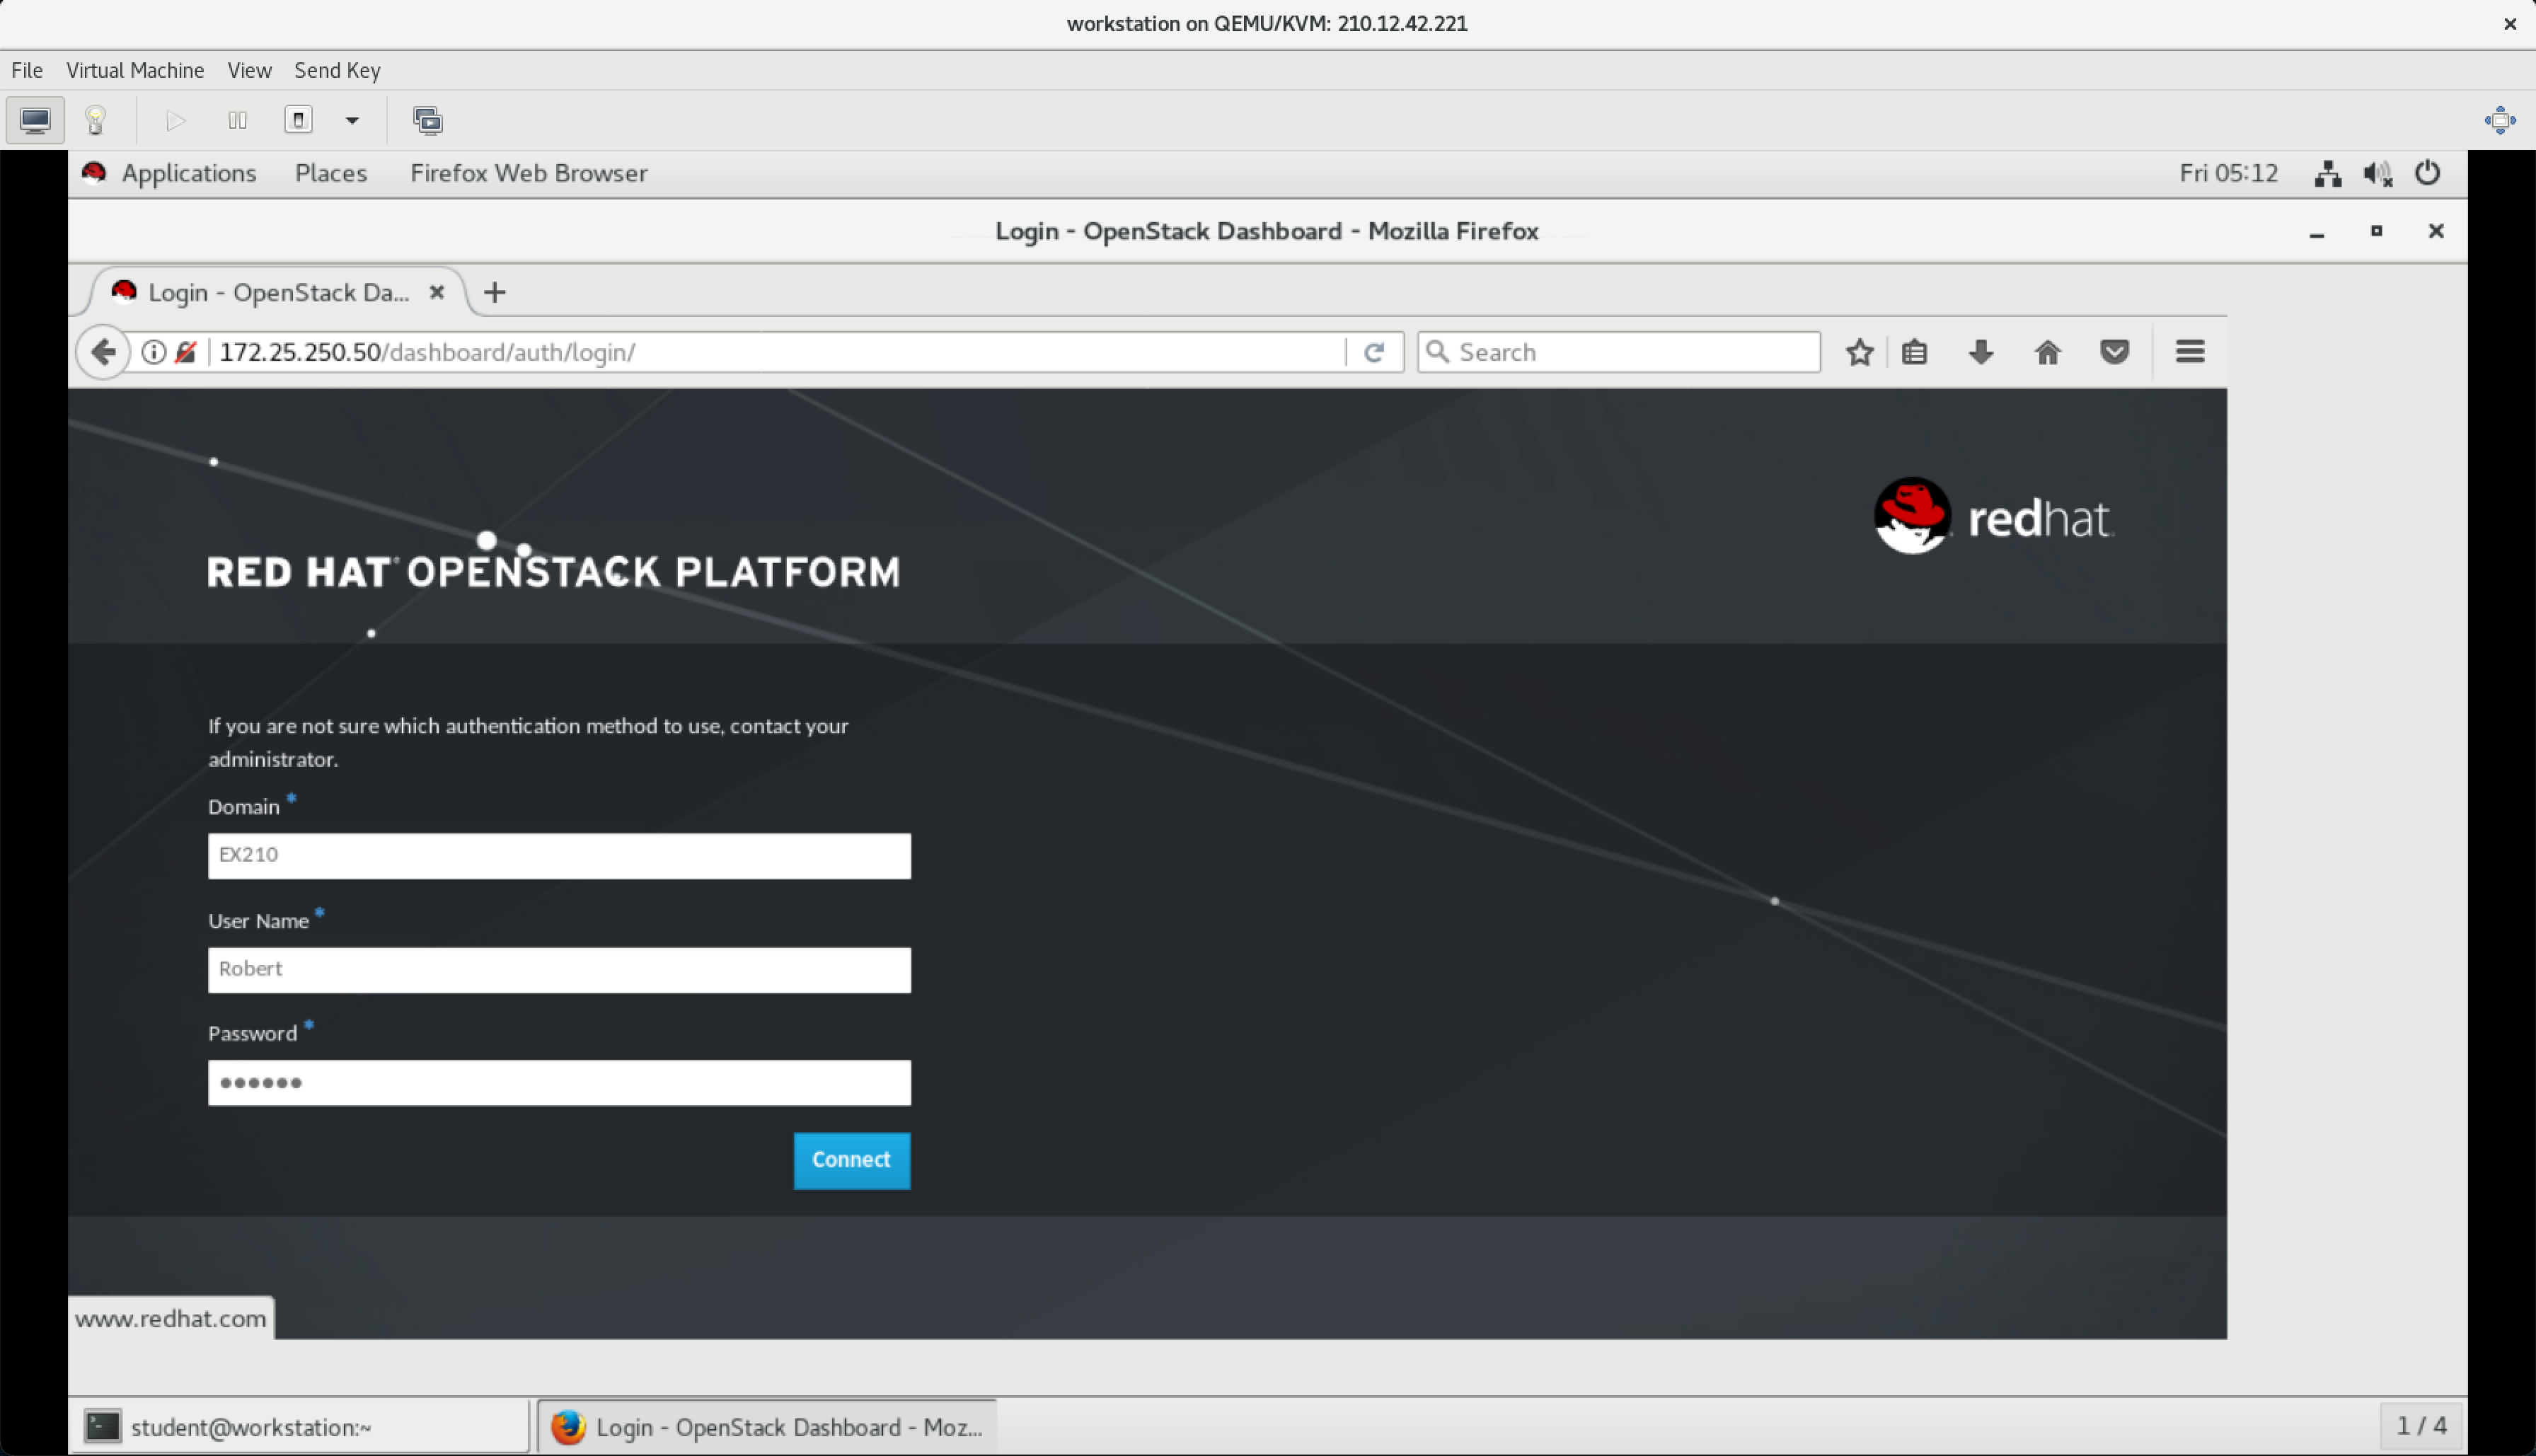 workstation on QEMU/KVM: 210.12.42.221
File Virtual Machine View Send Key
Applications Places Firefox Web Browser Fri 05:12
Login - OpenStack Dashboard - Mozilla Firefox
Login - OpenStack Da...
172.25.250.50/dashboard/auth/login/ Search
redhat
RED HAT OPENSTACK PLATFORM
If you are not sure which authentication method to use, contact your
administrator.
Domain *
EX210
User Name *
Robert
Password *
●●●●●●
Connect
www.redhat.com
student@workstation:~ Login - OpenStack Dashboard - Moz... 1 / 4